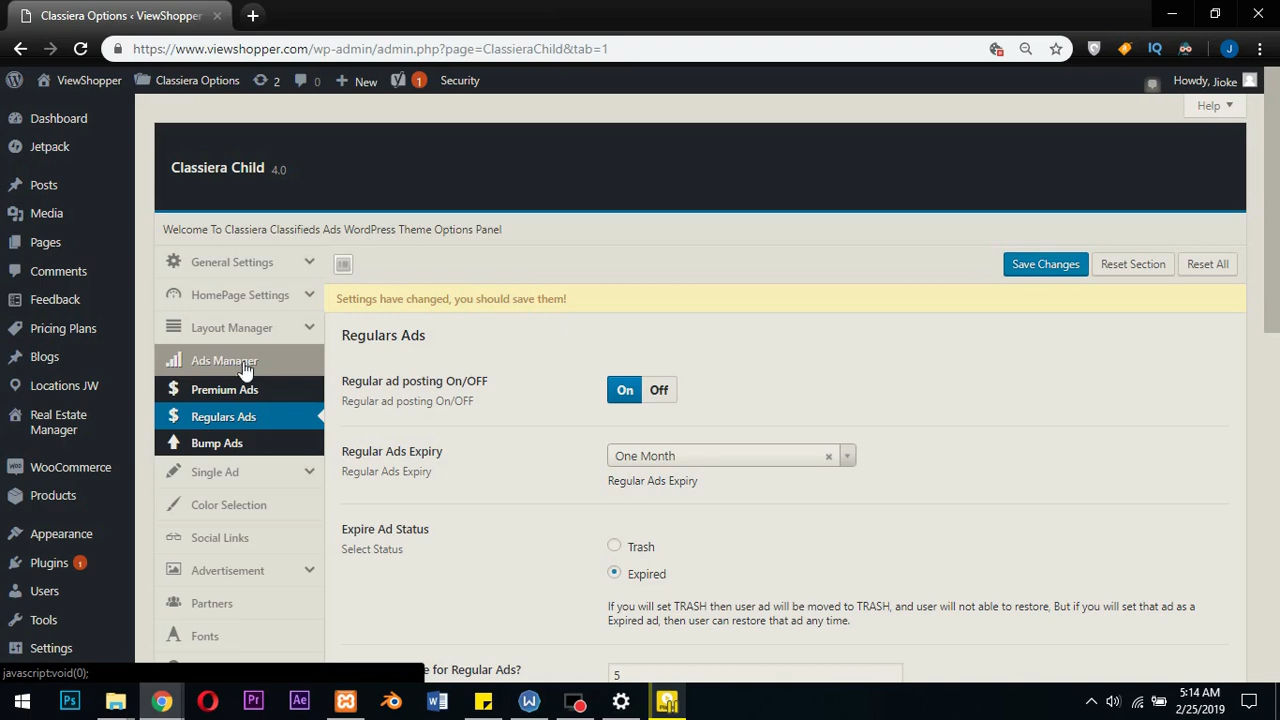 Classiera Options ‹ ViewShopper
https://www.viewshopper.com/wp-admin/admin.php?page=ClassieraChild&tab=1
IQ
J
ViewShopper
Classiera Options
2
0
New
1
Security
Howdy, Jioke
Help
Dashboard
Jetpack
Posts
Media
Pages
Comments
Feedback
Pricing Plans
Blogs
Locations JW
Real Estate
Manager
WooCommerce
Products
Appearance
Plugins 1
Users
Tools
Settings
Classiera Child 4.0
Welcome To Classiera Classifieds Ads WordPress Theme Options Panel
General Settings
HomePage Settings
Layout Manager
Ads Manager
Premium Ads
Regulars Ads
Bump Ads
Single Ad
Color Selection
Social Links
Advertisement
Partners
Fonts
Save Changes
Reset Section
Reset All
Settings have changed, you should save them!
Regulars Ads
Regular ad posting On/OFF
Regular ad posting On/OFF
On Off
Regular Ads Expiry
Regular Ads Expiry
One Month
Regular Ads Expiry
Expire Ad Status
Select Status
Trash
Expired
If you will set TRASH then user ad will be moved to TRASH, and user will not able to restore, But if you will set that ad as a
Expired ad, then user can restore that ad any time.
e for Regular Ads?
5
javascript:void(0);
Ps
Pr
Ae
W
5:14 AM
2/25/2019